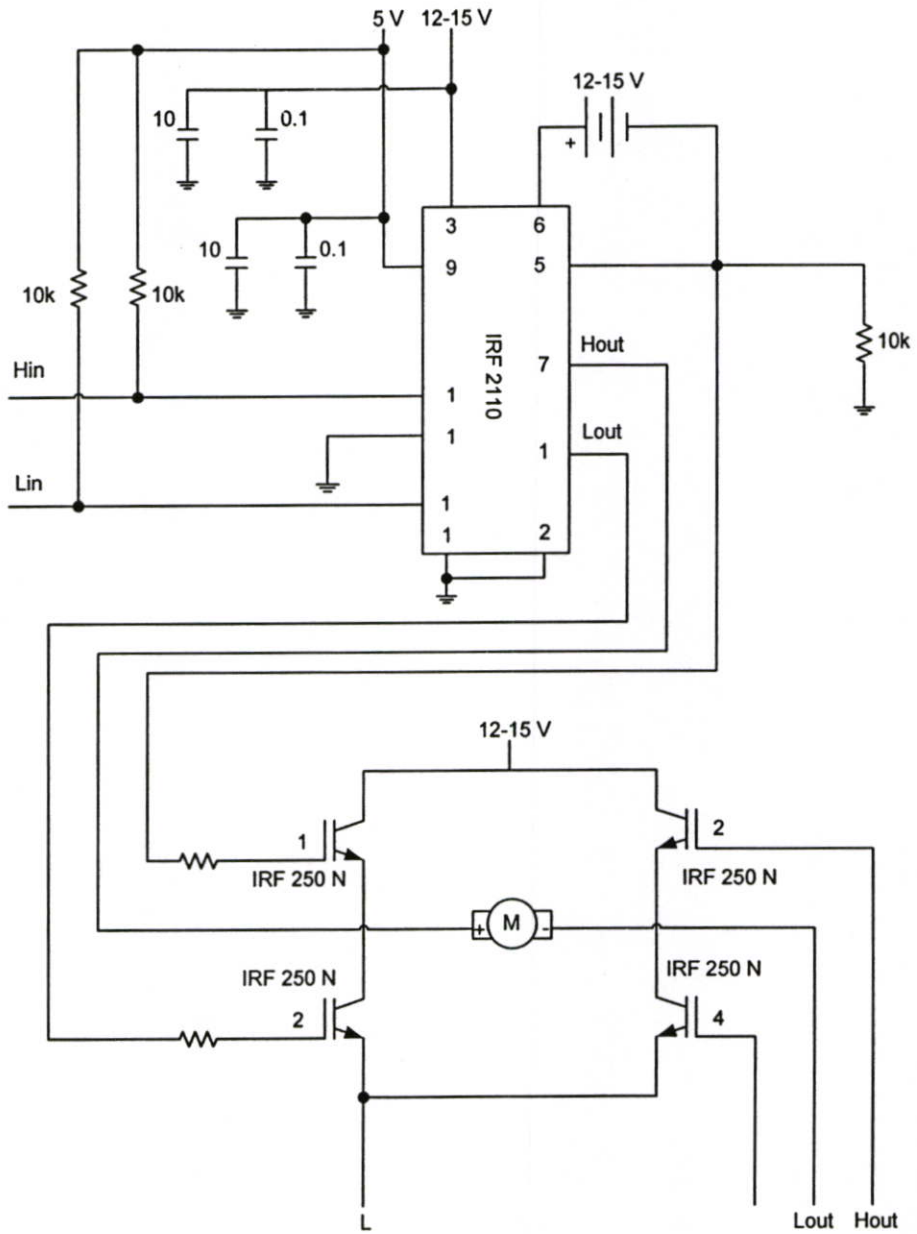 5 V 12-15 V
12-15 V
10 0.1
+
3 6
10 0.1
9 5
10k 10k
10k
IRF 2110
Hout
7
Hin
1
1
Lout
1
Lin
1
1 2
12-15 V
1 2
IRF 250 N IRF 250 N
+ M -
IRF 250 N IRF 250 N
2 4
L Lout Hout